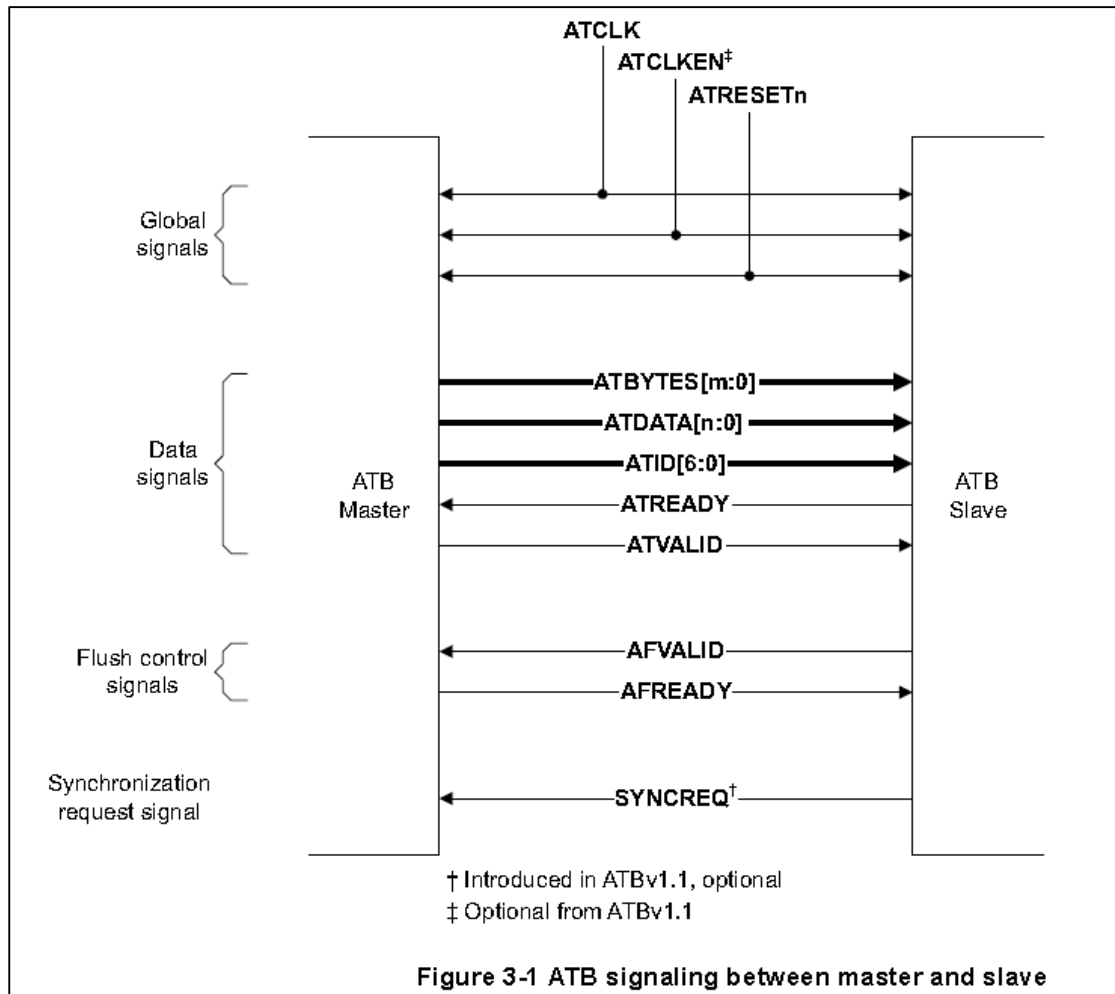 ATCLK
ATCLKEN‡
ATRESETn
Global
signals
Data
signals
ATB
Master
ATBYTES[m:0]
ATDATA[n:0]
ATID[6:0]
ATREADY
ATVALID
ATB
Slave
Flush control
signals
AFVALID
AFREADY
Synchronization
request signal
SYNCREQ†
† Introduced in ATBv1.1, optional
‡ Optional from ATBv1.1
Figure 3-1 ATB signaling between master and slave